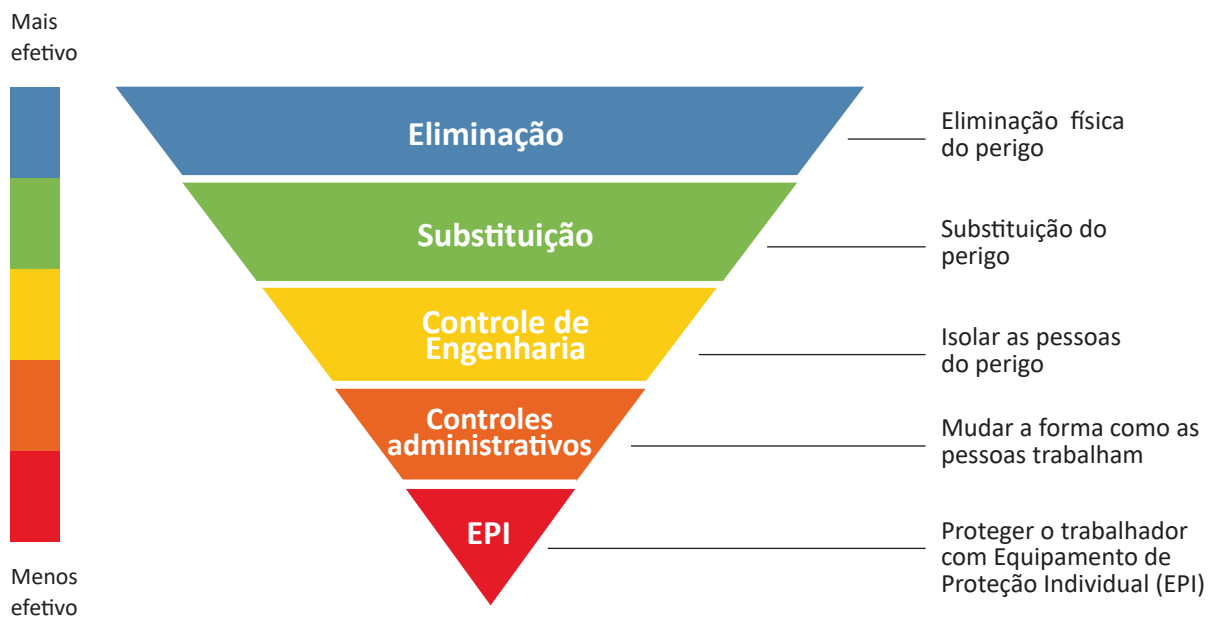 Mais
efetivo
Eliminação
Eliminação física
do perigo
Substituição
Substituição do
perigo
Controle de
Engenharia
Isolar as pessoas
do perigo
Controles
administrativos
Mudar a forma como as
pessoas trabalham
EPI
Proteger o trabalhador
com Equipamento de
Proteção Individual (EPI)
Menos
efetivo